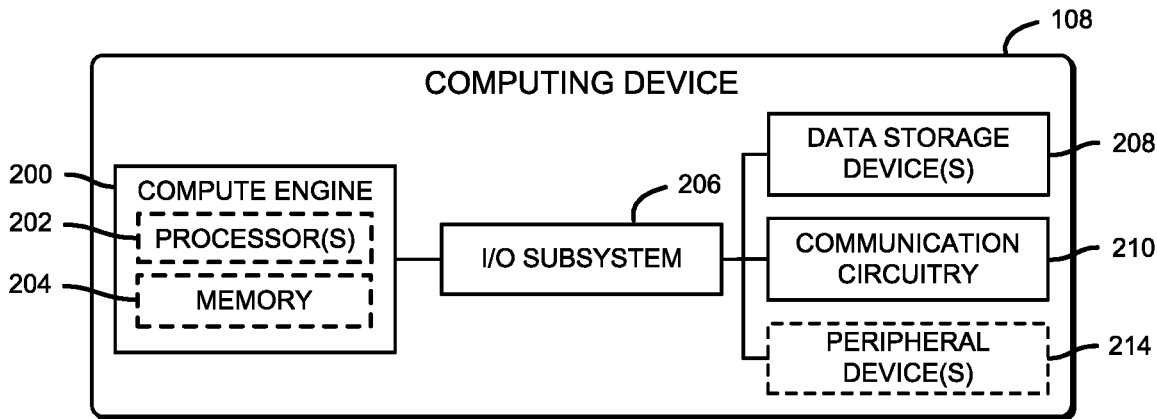 108
COMPUTING DEVICE
200
COMPUTE ENGINE
202
PROCESSOR(S)
204
MEMORY
206
I/O SUBSYSTEM
DATA STORAGE
DEVICE(S)
208
COMMUNICATION
CIRCUITRY
210
PERIPHERAL
DEVICE(S)
214